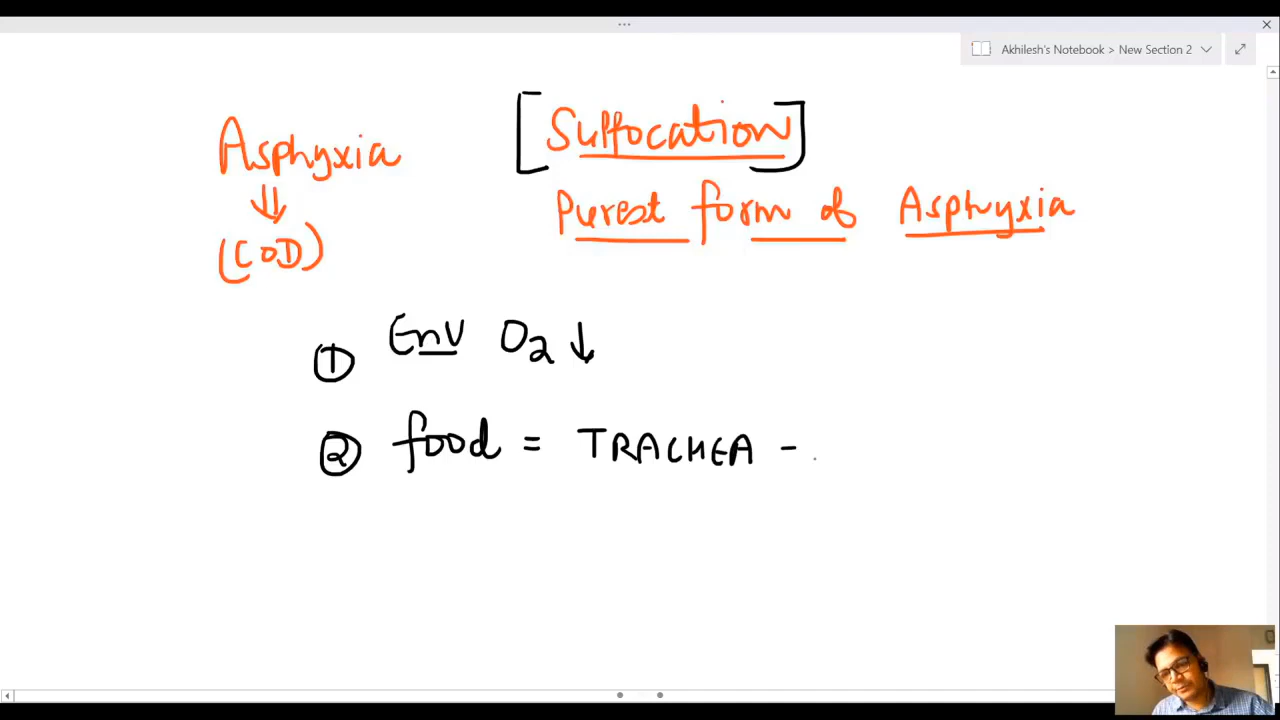 Akhilesh's Notebook > New Section 2
Asphyxia
(COD)
[Suffocation]
Purest form of Asphyxia
① Env O2 ↓
② food = TRACHEA -